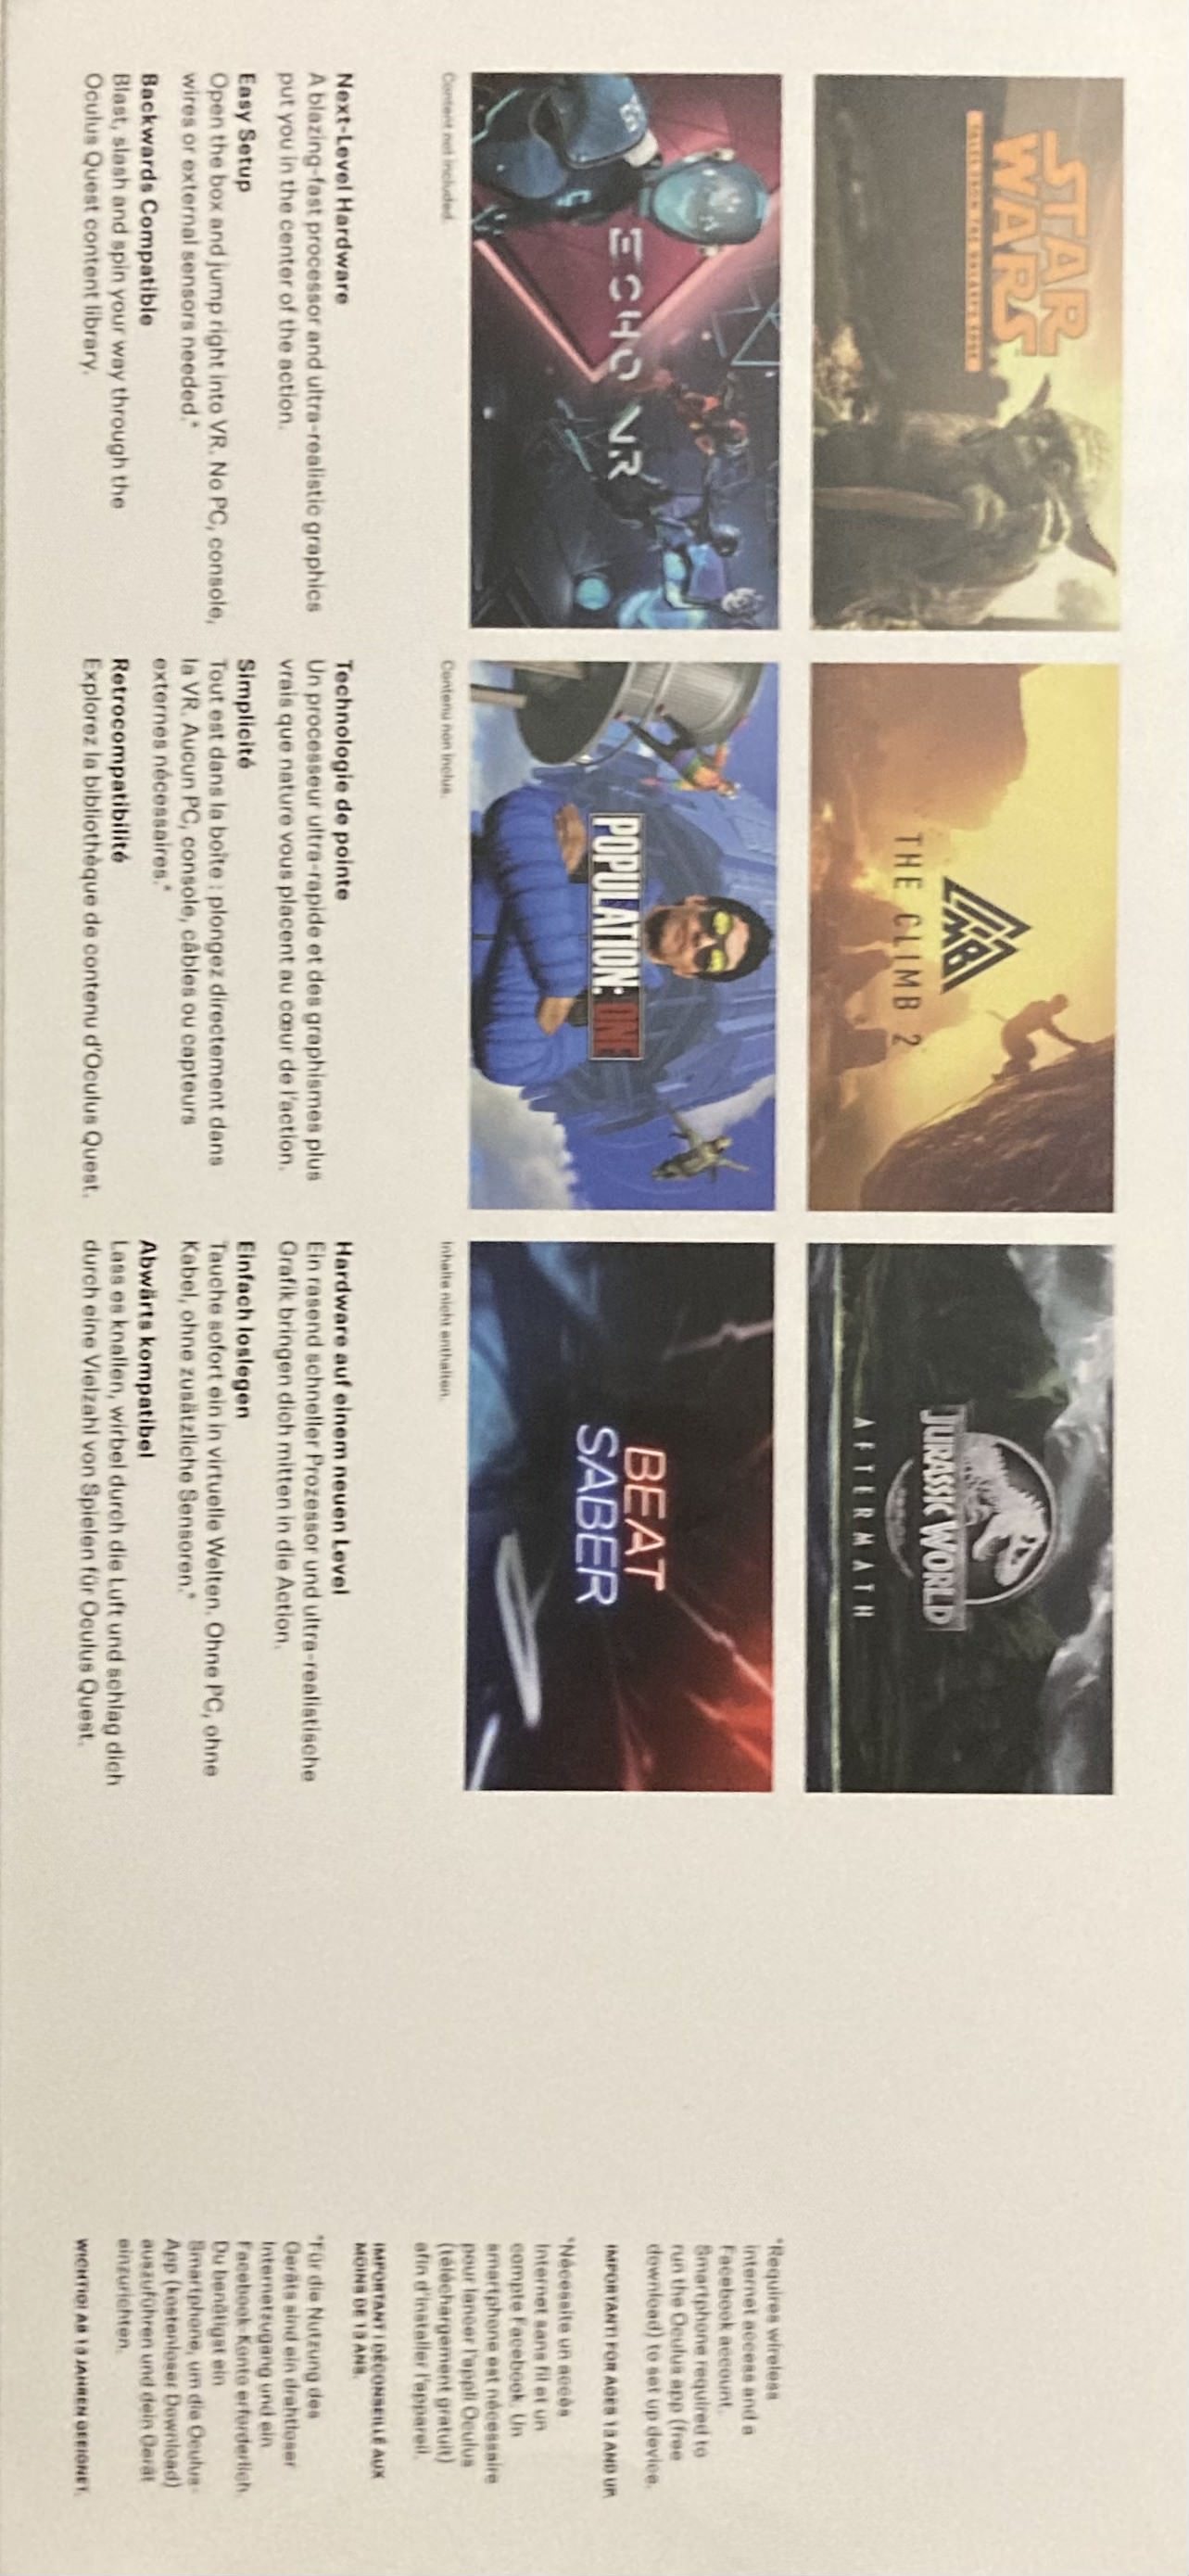 STAR
WARS
TALES FROM THE GALAXY'S EDGE
CLIMB
THE CLIMB 2
JURASSIC WORLD
AFTERMATH
ECHO VR
POPULATION: ONE
BEAT
SABER
Content not included.
Next-Level Hardware
A blazing-fast processor and ultra-realistic graphics
put you in the center of the action.
Easy Setup
Open the box and jump right into VR. No PC, console,
wires or external sensors needed.*
Backwards Compatible
Blast, slash and spin your way through the
Oculus Quest content library.
Contenu non inclus.
Technologie de pointe
Un processeur ultra-rapide et des graphismes plus
vrais que nature vous placent au cœur de l'action.
Simplicité
Tout est dans la boîte : plongez directement dans
la VR. Aucun PC, console, câbles ou capteurs
externes nécessaires.*
Retrocompatibilité
Explorez la bibliothèque de contenu d'Oculus Quest.
Inhalte nicht enthalten.
Hardware auf einem neuen Level
Ein rasend schneller Prozessor und ultra-realistische
Grafik bringen dich mitten in die Action.
Einfach loslegen
Tauche sofort ein in virtuelle Welten. Ohne PC, ohne
Kabel, ohne zusätzliche Sensoren.*
Abwärts kompatibel
Lass es knallen, wirbel durch die Luft und schlag dich
durch eine Vielzahl von Spielen für Oculus Quest.
*Requires wireless
internet access and a
Facebook account.
Smartphone required to
run the Oculus app (free
download) to set up device.
IMPORTANT! FOR AGES 13 AND UP.
*Nécessite un accès
Internet sans fil et un
compte Facebook. Un
smartphone est nécessaire
pour lancer l'appli Oculus
(téléchargement gratuit)
afin d'installer l'appareil.
IMPORTANT ! DÉCONSEILLÉ AUX
MOINS DE 13 ANS.
*Für die Nutzung des
Geräts sind ein drahtloser
Internetzugang und ein
Facebook-Konto erforderlich.
Du benötigst ein
Smartphone, um die Oculus-
App (kostenloser Download)
auszuführen und dein Gerät
einzurichten.
WICHTIG! AB 13 JAHREN GEEIGNET.